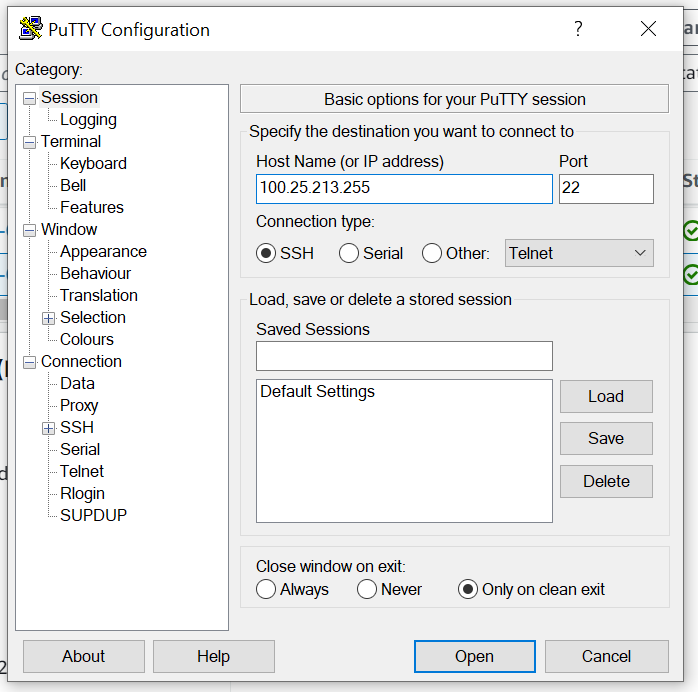 PuTTY Configuration
?
Category:
Session
Logging
Terminal
Keyboard
Bell
Features
Window
Appearance
Behaviour
Translation
Selection
Colours
Connection
Data
Proxy
SSH
Serial
Telnet
Rlogin
SUPDUP
Basic options for your PuTTY session
Specify the destination you want to connect to
Host Name (or IP address) Port
100.25.213.255 22
Connection type:
SSH Serial Other: Telnet
Load, save or delete a stored session
Saved Sessions
Default Settings
Load
Save
Delete
Close window on exit:
Always Never Only on clean exit
About Help Open Cancel